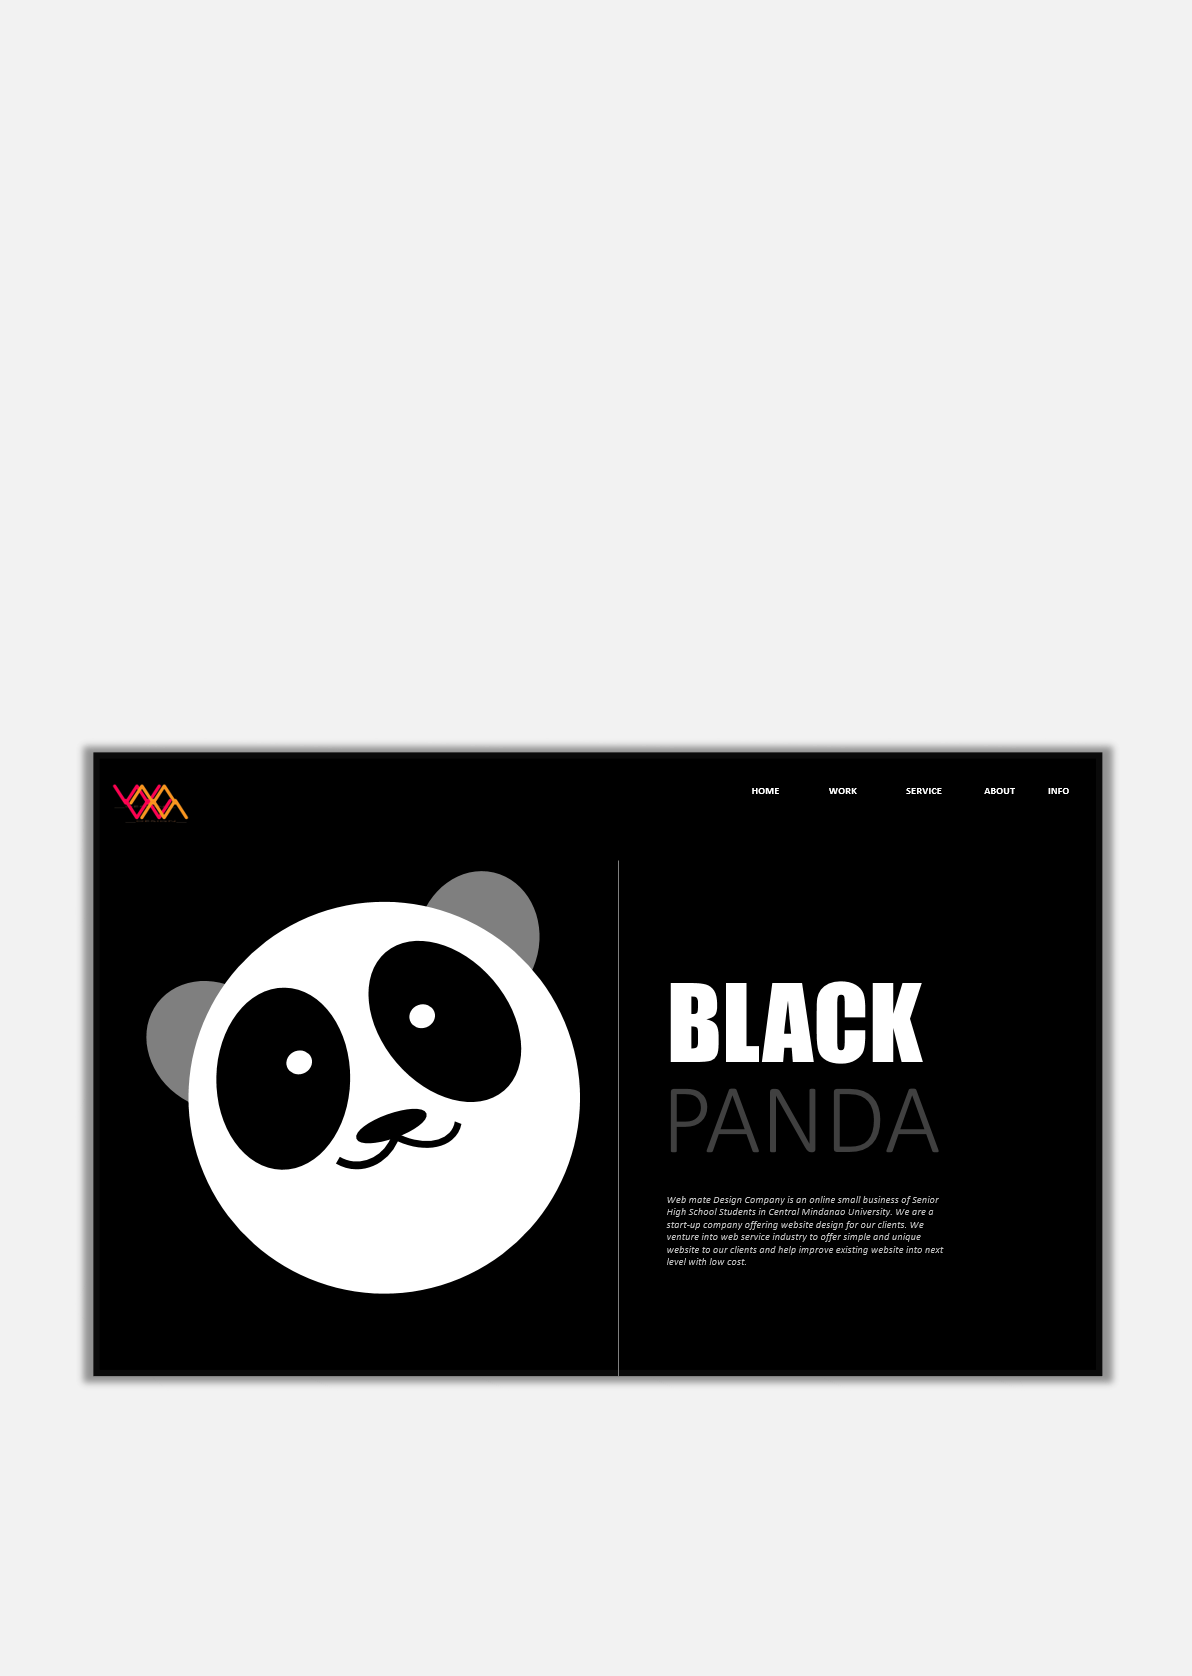 HOME WORK SERVICE ABOUT INFO
BLACK
PANDA
Web mate Design Company is an online small business of Senior
High School Students in Central Mindanao University. We are a
start-up company offering website design for our clients. We
venture into web service industry to offer simple and unique
website to our clients and help improve existing website into next
level with low cost.